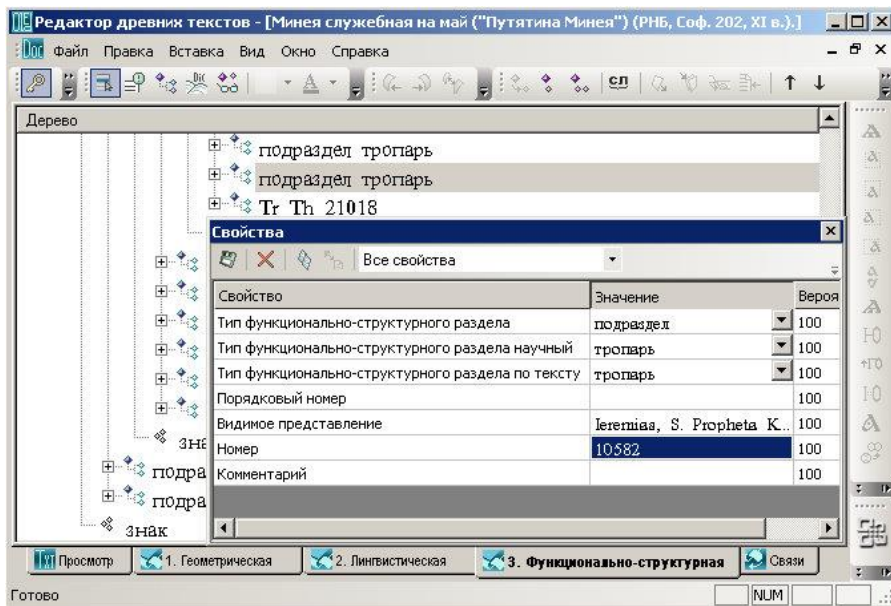 Редактор древних текстов - [Минея служебная на май ("Путятина Минея") (РНБ, Соф. 202, XI в.).]
Doc Файл Правка Вставка Вид Окно Справка
Дерево
подраздел тропарь
подраздел тропарь
Tr Th 21018
Свойства
Все свойства
Свойство Значение Вероя
Тип функционально-структурного раздела подраздел 100
Тип функционально-структурного раздела научный тропарь 100
Тип функционально-структурного раздела по тексту тропарь 100
Порядковый номер 100
Видимое представление Ieremias, S. Propheta K... 100
Номер 10582 100
Комментарий 100
зна
подра
подра
знак
Txt Просмотр 1. Геометрическая 2. Лингвистическая 3. Функционально-структурная Связи
Готово NUM